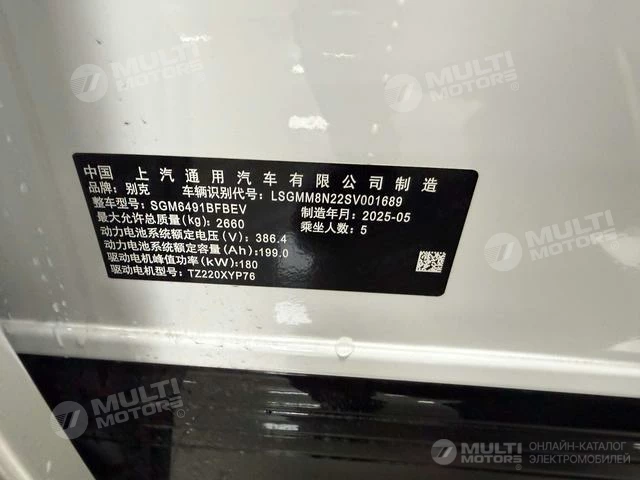 MULTI
MOTORS®
MULTI
MOTORS®
中国 上汽通用汽车有限公司 制造
品牌: 别克 车辆识别代号: LSGMM8N22SV001689
整车型号: SGM6491BFBEV 制造年月: 2025-05
最大允许总质量(kg): 2660 乘坐人数: 5
动力电池系统额定电压(V): 386.4
动力电池系统额定容量(Ah):199.0
驱动电机峰值功率(kW):180
驱动电机型号: TZ220XYP76
MULTI
MOTORS®
MULTI
MOTORS®
MULTI
MOTORS®
ОНЛАЙН-КАТАЛОГ
ЭЛЕКТРОМОБИЛЕЙ